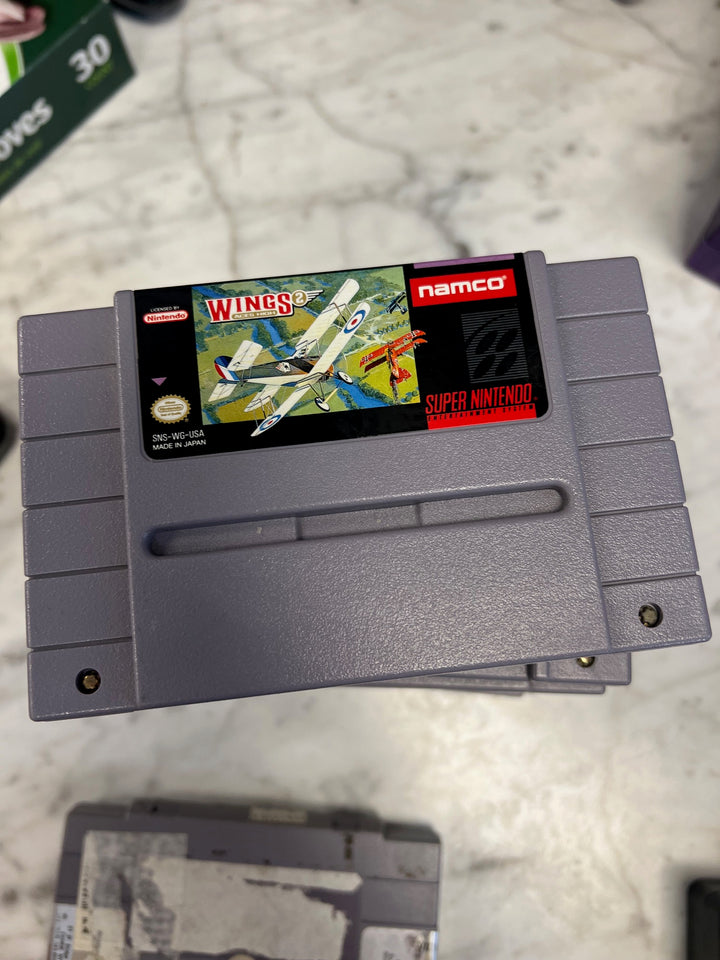 30
oves
LICENSED BY
Nintendo
WINGS 2
ACES HIGH
namco
SUPER NINTENDO
ENTERTAINMENT SYSTEM
SNS-WG-USA
MADE IN JAPAN